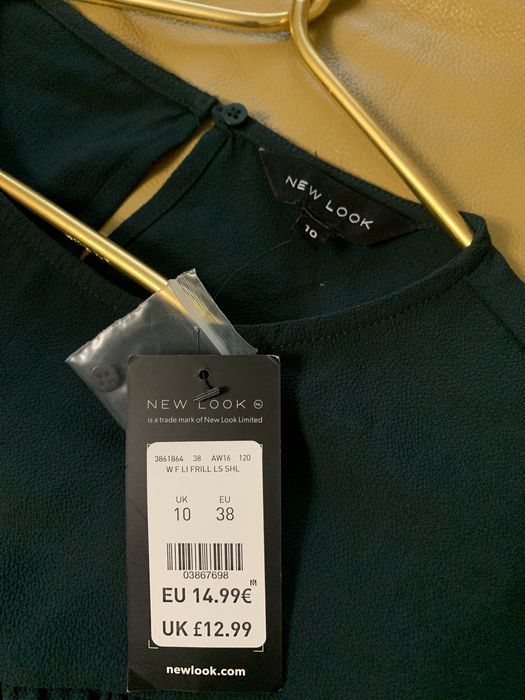 NEW LOOK
10
NEW LOOK NL
is a trade mark of New Look Limited
3861864 38 AW16 120
W F LI FRILL LS SHL
UK EU
10 38
03867698
M
EU 14.99€
UK £12.99
newlook.com